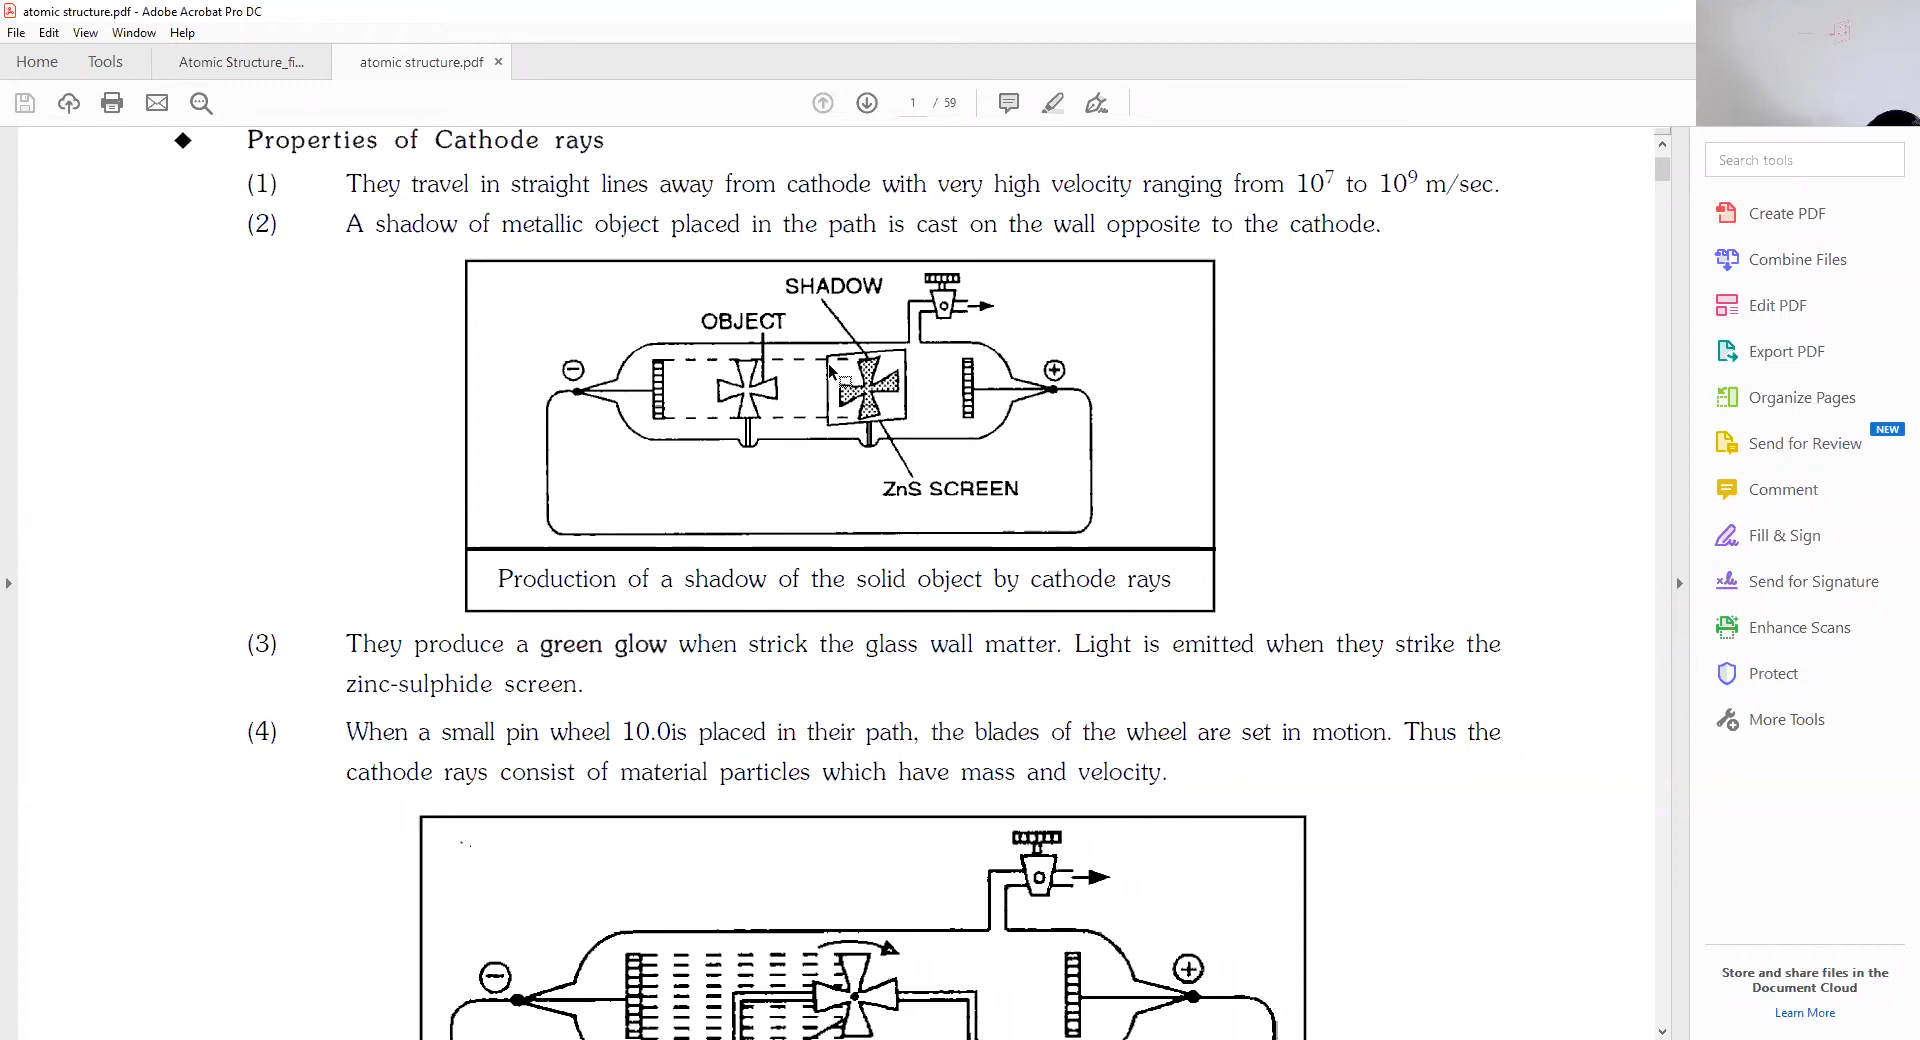 atomic structure.pdf - Adobe Acrobat Pro DC
File Edit View Window Help
Home Tools Atomic Structure_fi... atomic structure.pdf ×
1 / 59
◆ Properties of Cathode rays
(1) They travel in straight lines away from cathode with very high velocity ranging from 10⁷ to 10⁹ m/sec.
(2) A shadow of metallic object placed in the path is cast on the wall opposite to the cathode.
SHADOW
OBJECT
− +
ZnS SCREEN
Production of a shadow of the solid object by cathode rays
(3) They produce a green glow when strick the glass wall matter. Light is emitted when they strike the
zinc-sulphide screen.
(4) When a small pin wheel 10.0is placed in their path, the blades of the wheel are set in motion. Thus the
cathode rays consist of material particles which have mass and velocity.
− +
Search tools
Create PDF
Combine Files
Edit PDF
Export PDF
Organize Pages
NEW
Send for Review
Comment
Fill & Sign
Send for Signature
Enhance Scans
Protect
More Tools
Store and share files in the
Document Cloud
Learn More